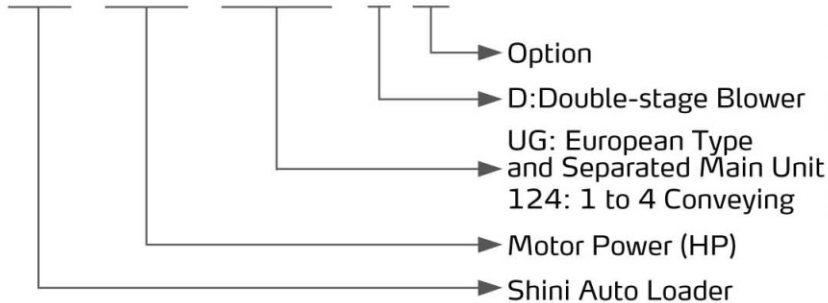 Option
D:Double-stage Blower
UG: European Type
and Separated Main Unit
124: 1 to 4 Conveying
Motor Power (HP)
Shini Auto Loader